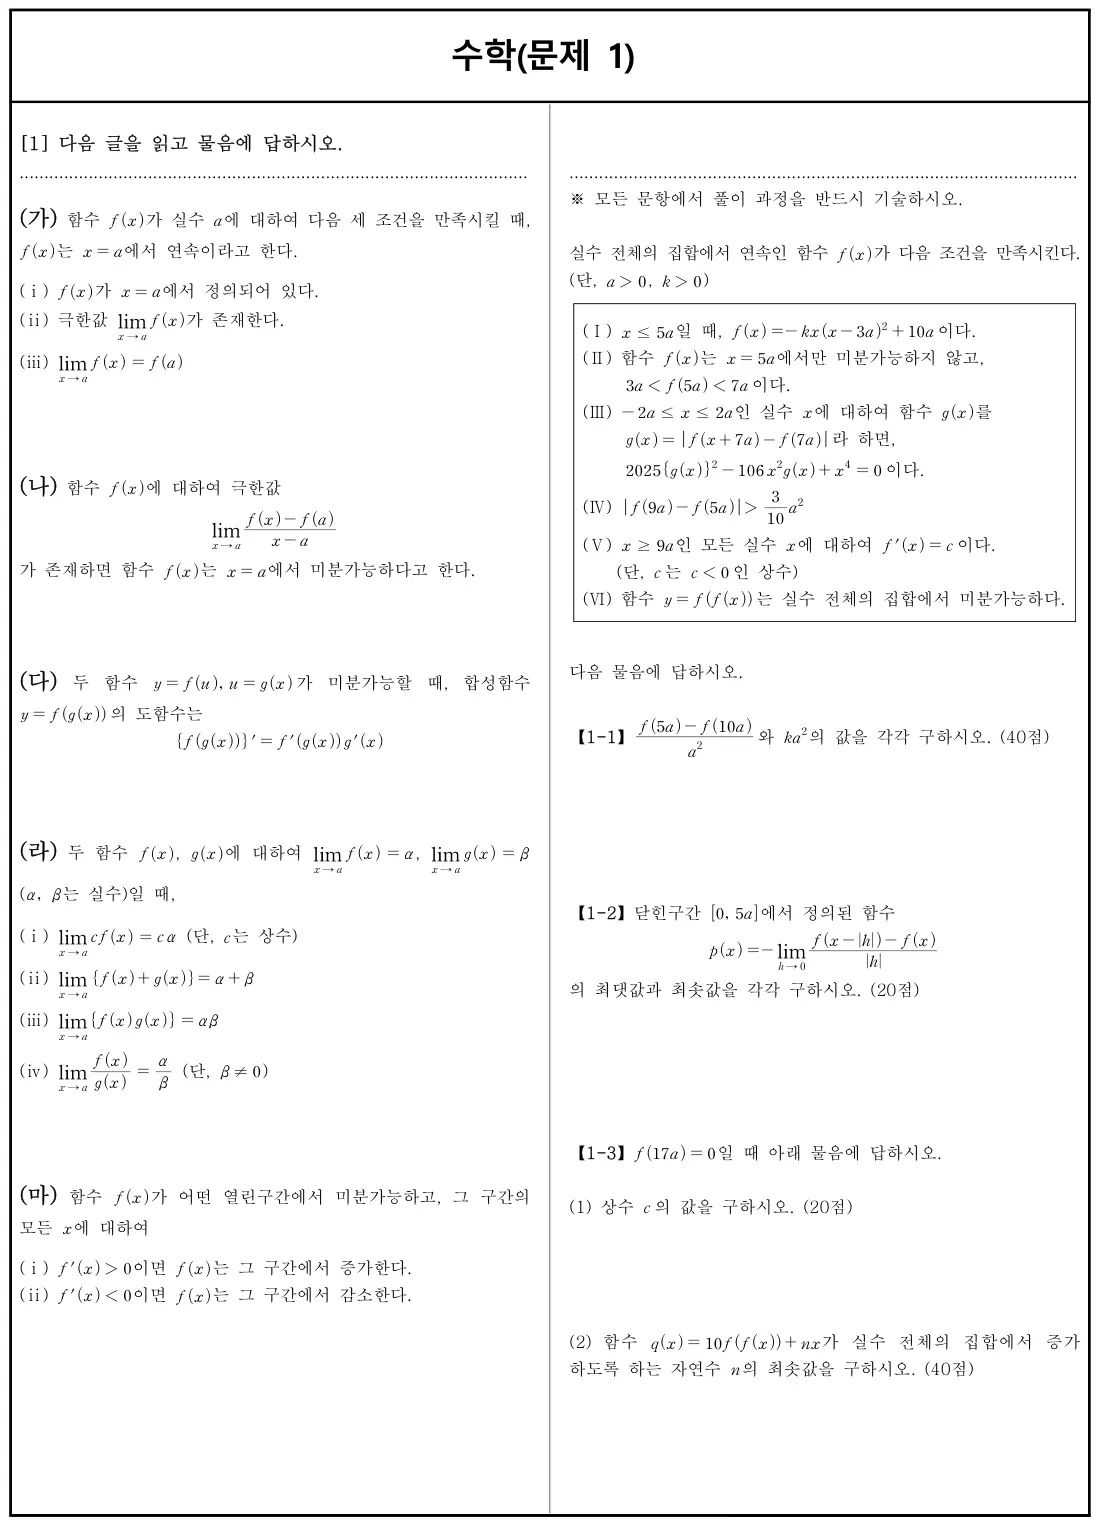 수학(문제 1)
[1] 다음 글을 읽고 물음에 답하시오.
(가) 함수 f(x)가 실수 a에 대하여 다음 세 조건을 만족시킬 때,
f(x)는 x=a에서 연속이라고 한다.
(ⅰ) f(x)가 x=a에서 정의되어 있다.
(ⅱ) 극한값 lim_{x→a} f(x)가 존재한다.
(ⅲ) lim_{x→a} f(x)=f(a)
(나) 함수 f(x)에 대하여 극한값
lim_{x→a} (f(x)-f(a))/(x-a)
가 존재하면 함수 f(x)는 x=a에서 미분가능하다고 한다.
(다) 두 함수 y=f(u), u=g(x)가 미분가능할 때, 합성함수
y=f(g(x))의 도함수는
{f(g(x))}′=f′(g(x))g′(x)
(라) 두 함수 f(x), g(x)에 대하여 lim_{x→a} f(x)=α, lim_{x→a} g(x)=β
(α, β는 실수)일 때,
(ⅰ) lim_{x→a} cf(x)=cα (단, c는 상수)
(ⅱ) lim_{x→a} {f(x)+g(x)}=α+β
(ⅲ) lim_{x→a} {f(x)g(x)}=αβ
(ⅳ) lim_{x→a} f(x)/g(x) = α/β (단, β≠0)
(마) 함수 f(x)가 어떤 열린구간에서 미분가능하고, 그 구간의
모든 x에 대하여
(ⅰ) f′(x)>0이면 f(x)는 그 구간에서 증가한다.
(ⅱ) f′(x)<0이면 f(x)는 그 구간에서 감소한다.
※ 모든 문항에서 풀이 과정을 반드시 기술하시오.
실수 전체의 집합에서 연속인 함수 f(x)가 다음 조건을 만족시킨다.
(단, a>0, k>0)
(Ⅰ) x≤5a일 때, f(x)=-kx(x-3a)²+10a이다.
(Ⅱ) 함수 f(x)는 x=5a에서만 미분가능하지 않고,
3a<f(5a)<7a이다.
(Ⅲ) -2a≤x≤2a인 실수 x에 대하여 함수 g(x)를
g(x)=|f(x+7a)-f(7a)|라 하면,
2025{g(x)}²-106x²g(x)+x⁴=0이다.
(Ⅳ) |f(9a)-f(5a)|>3/10 a²
(Ⅴ) x≥9a인 모든 실수 x에 대하여 f′(x)=c이다.
(단, c는 c<0인 상수)
(Ⅵ) 함수 y=f(f(x))는 실수 전체의 집합에서 미분가능하다.
다음 물음에 답하시오.
【1-1】 (f(5a)-f(10a))/a² 와 ka²의 값을 각각 구하시오. (40점)
【1-2】 닫힌구간 [0, 5a]에서 정의된 함수
p(x)=-lim_{h→0} (f(x-|h|)-f(x))/|h|
의 최댓값과 최솟값을 각각 구하시오. (20점)
【1-3】 f(17a)=0일 때 아래 물음에 답하시오.
(1) 상수 c의 값을 구하시오. (20점)
(2) 함수 q(x)=10f(f(x))+nx가 실수 전체의 집합에서 증가
하도록 하는 자연수 n의 최솟값을 구하시오. (40점)